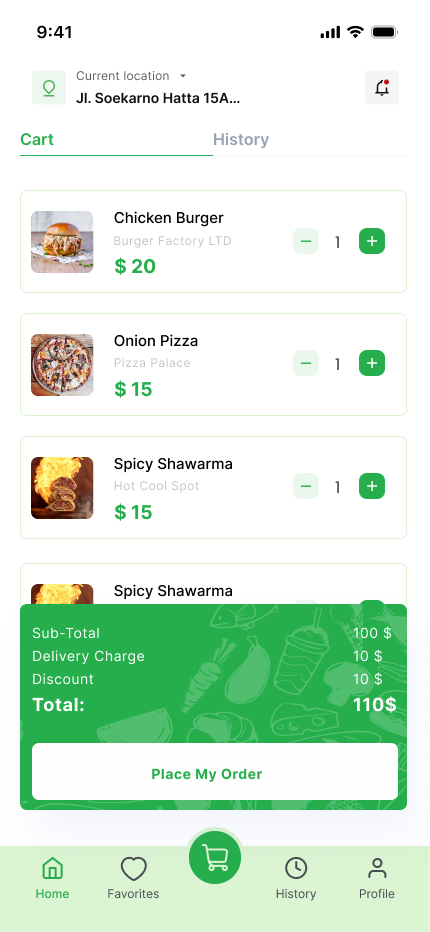 9:41
Current location
Jl. Soekarno Hatta 15A...
Cart History
Chicken Burger
Burger Factory LTD
$ 20
1
Onion Pizza
Pizza Palace
$ 15
1
Spicy Shawarma
Hot Cool Spot
$ 15
1
Spicy Shawarma
Sub-Total 100 $
Delivery Charge 10 $
Discount 10 $
Total: 110$
Place My Order
Home Favorites History Profile